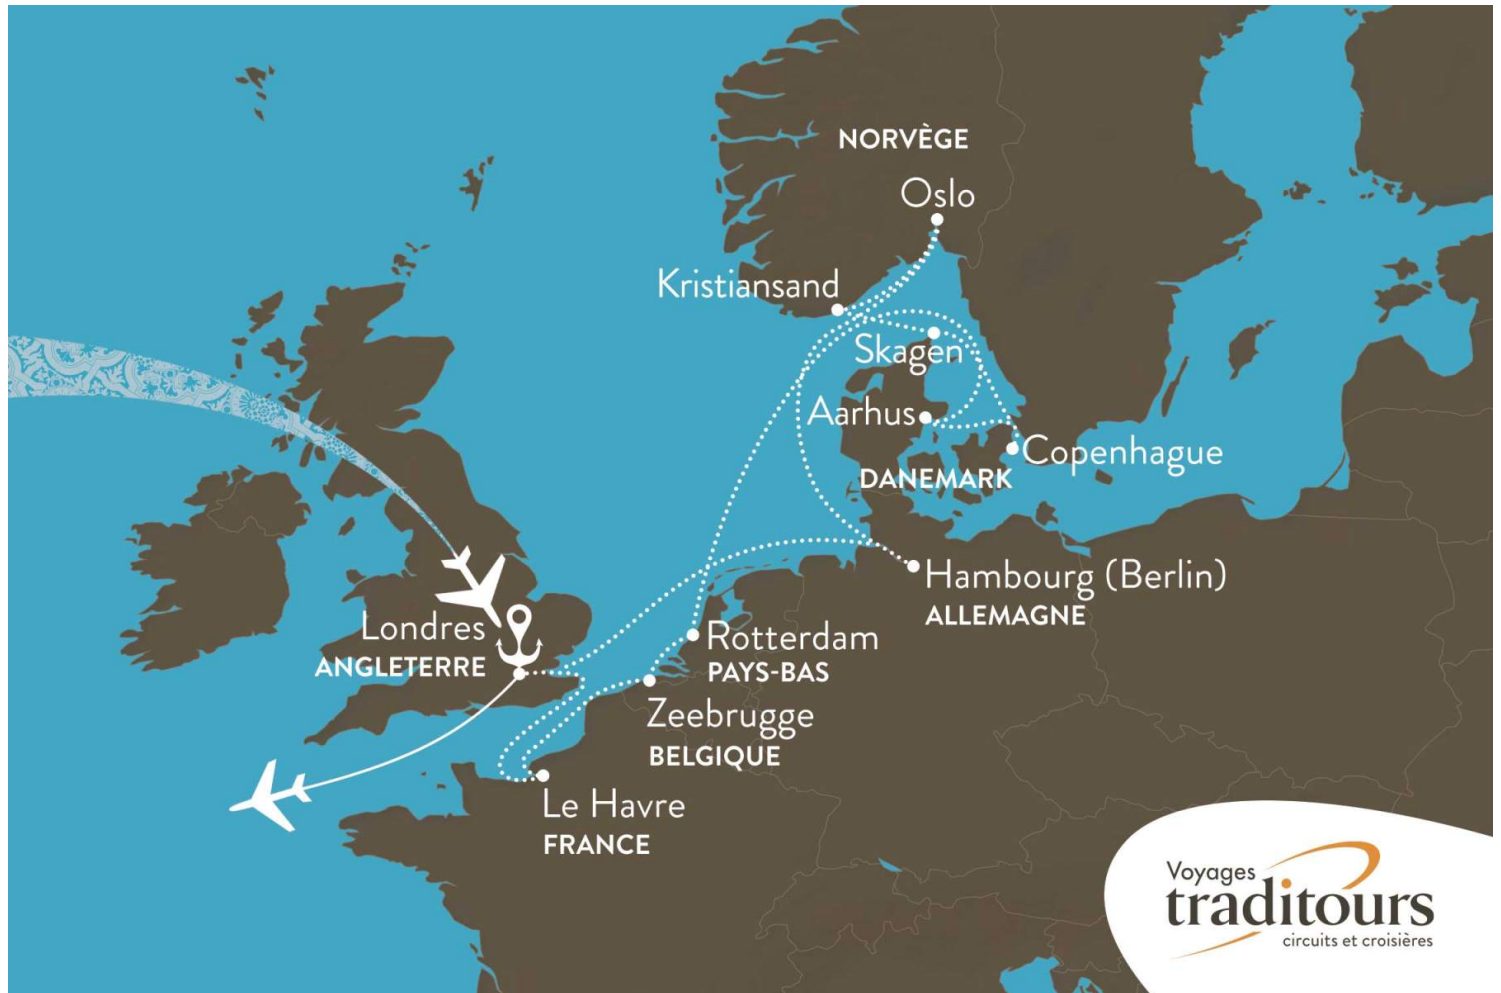 NORVÈGE
Oslo
Kristiansand
Skagen
Aarhus
Copenhague
DANEMARK
Hambourg (Berlin)
ALLEMAGNE
Londres
ANGLETERRE
Rotterdam
PAYS-BAS
Zeebrugge
BELGIQUE
Le Havre
FRANCE
Voyages
traditours
circuits et croisières